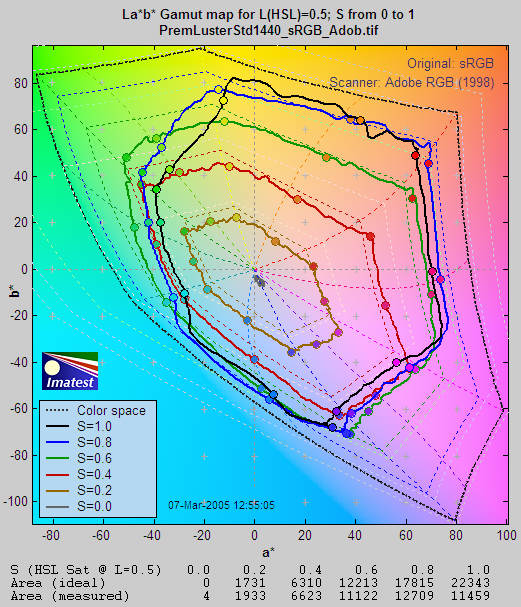 La*b* Gamut map for L(HSL)=0.5; S from 0 to 1
PremLusterStd1440_sRGB_Adob.tif
Original: sRGB
Scanner: Adobe RGB (1998)
80
60
40
20
0
-20
-40
-60
-80
-100
b*
Imatest
Color space
S=1.0
S=0.8
S=0.6
S=0.4
S=0.2
S=0.0
07-Mar-2005 12:55:05
-80 -60 -40 -20 0 20 40 60 80 100
a*
S (HSL Sat @ L=0.5) 0.0 0.2 0.4 0.6 0.8 1.0
Area (ideal) 0 1731 6310 12213 17815 22343
Area (measured) 4 1933 6623 11122 12709 11459